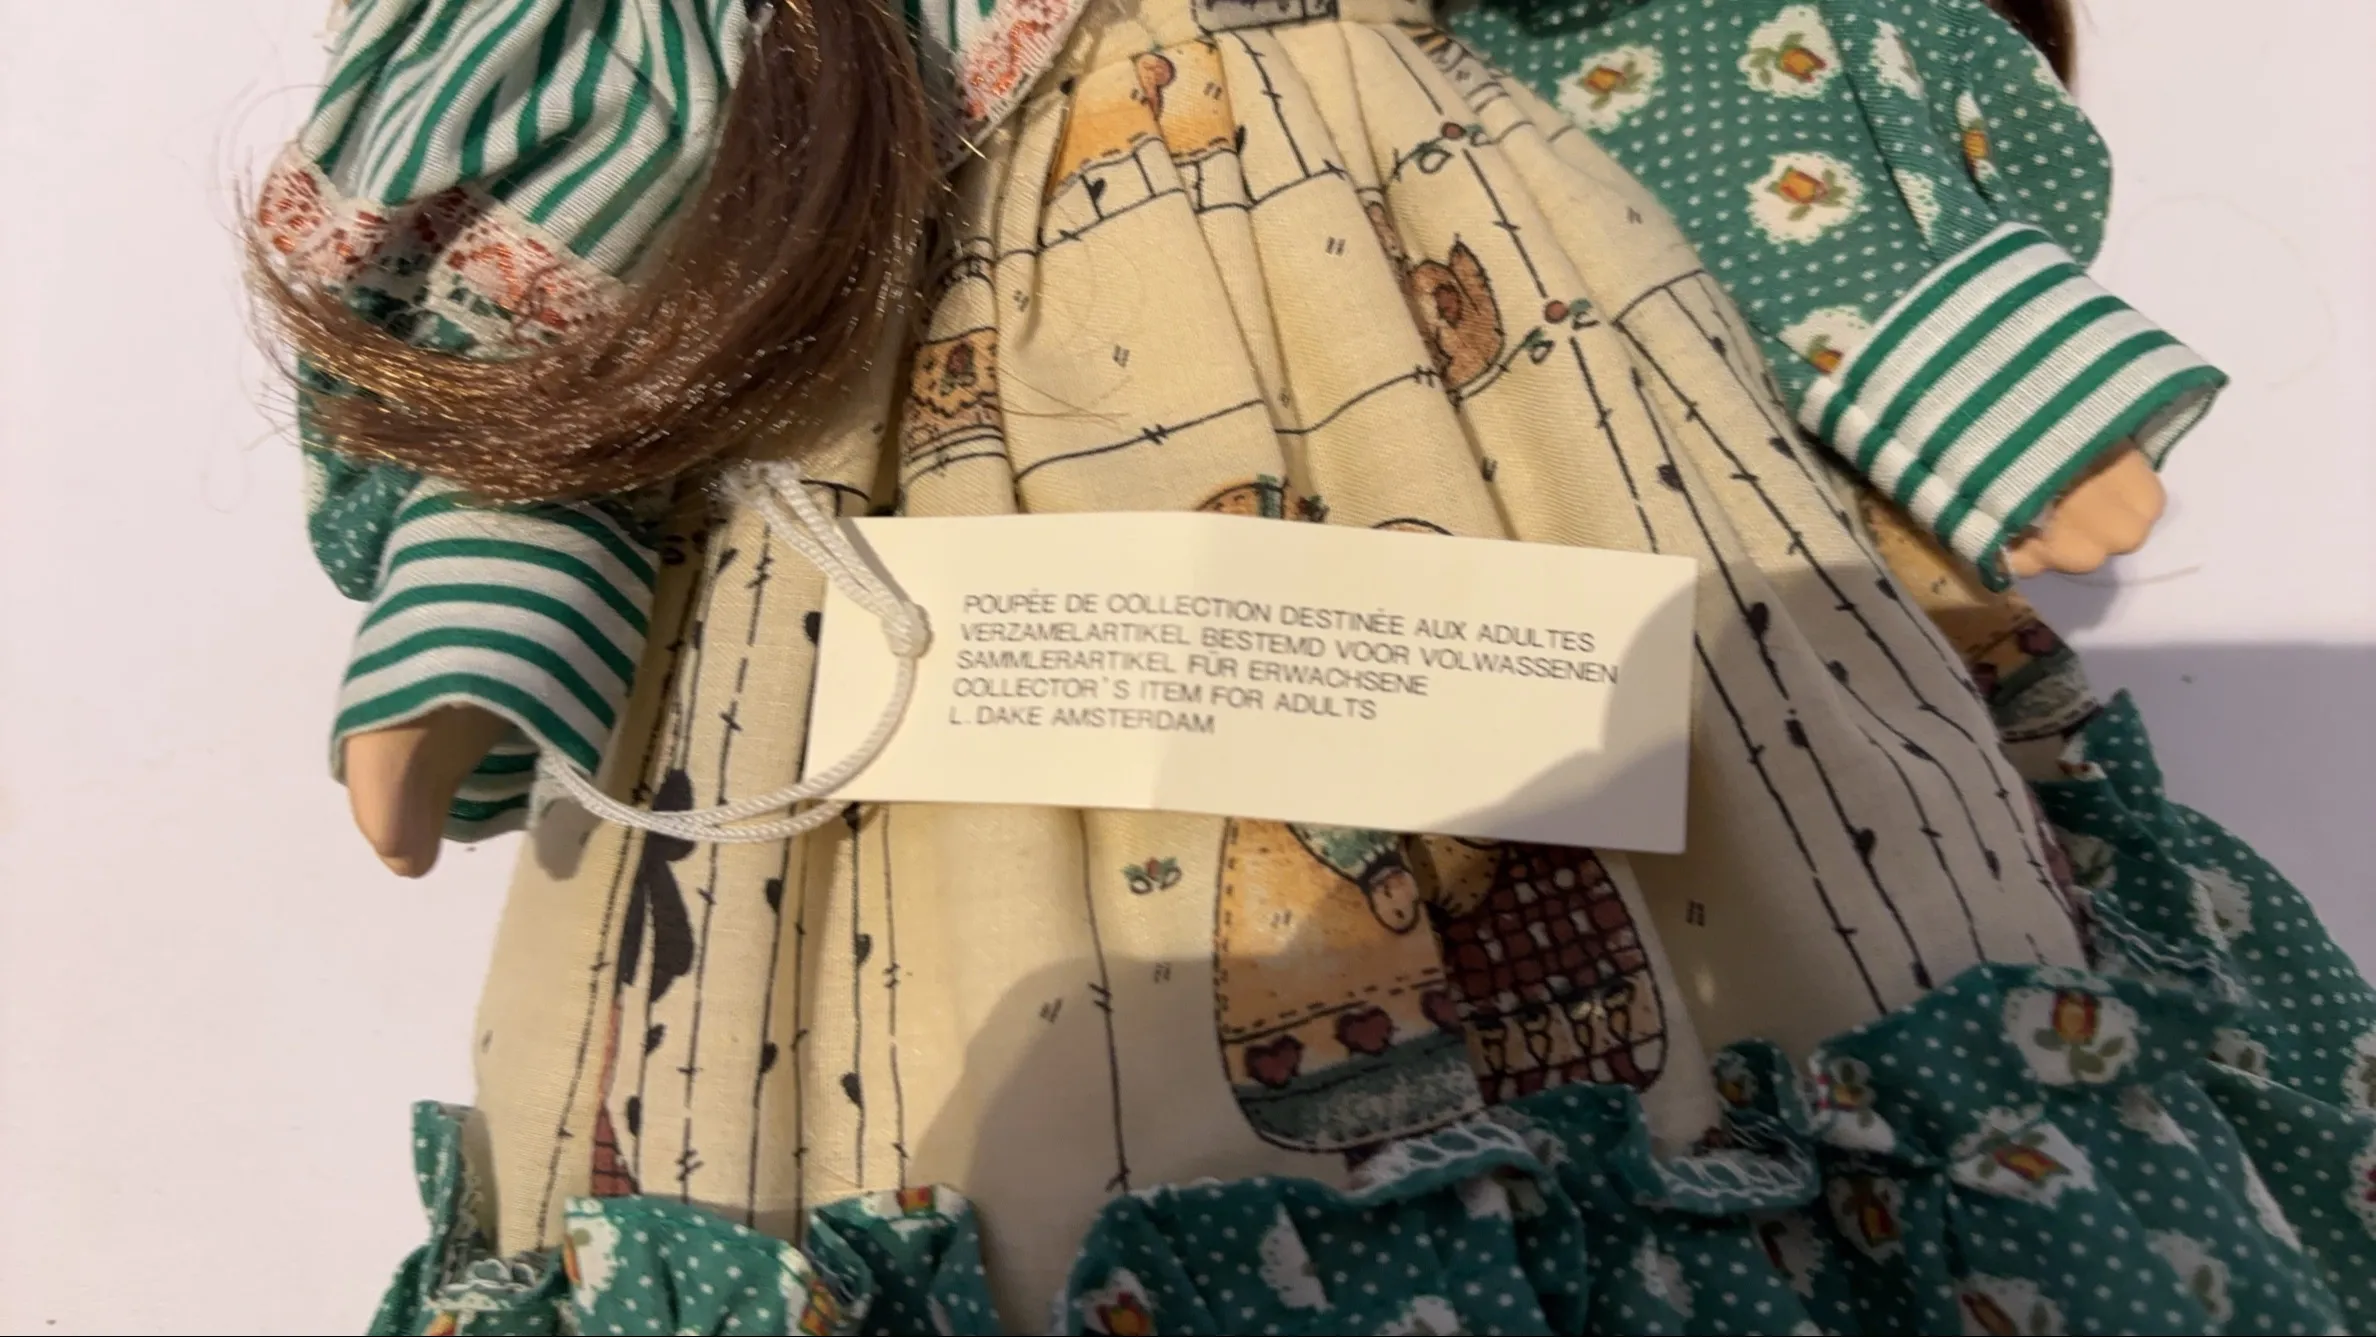 POUPÉE DE COLLECTION DESTINÉE AUX ADULTES
VERZAMELARTIKEL BESTEMD VOOR VOLWASSENEN
SAMMLERARTIKEL FÜR ERWACHSENE
COLLECTOR'S ITEM FOR ADULTS
L. DAKE AMSTERDAM